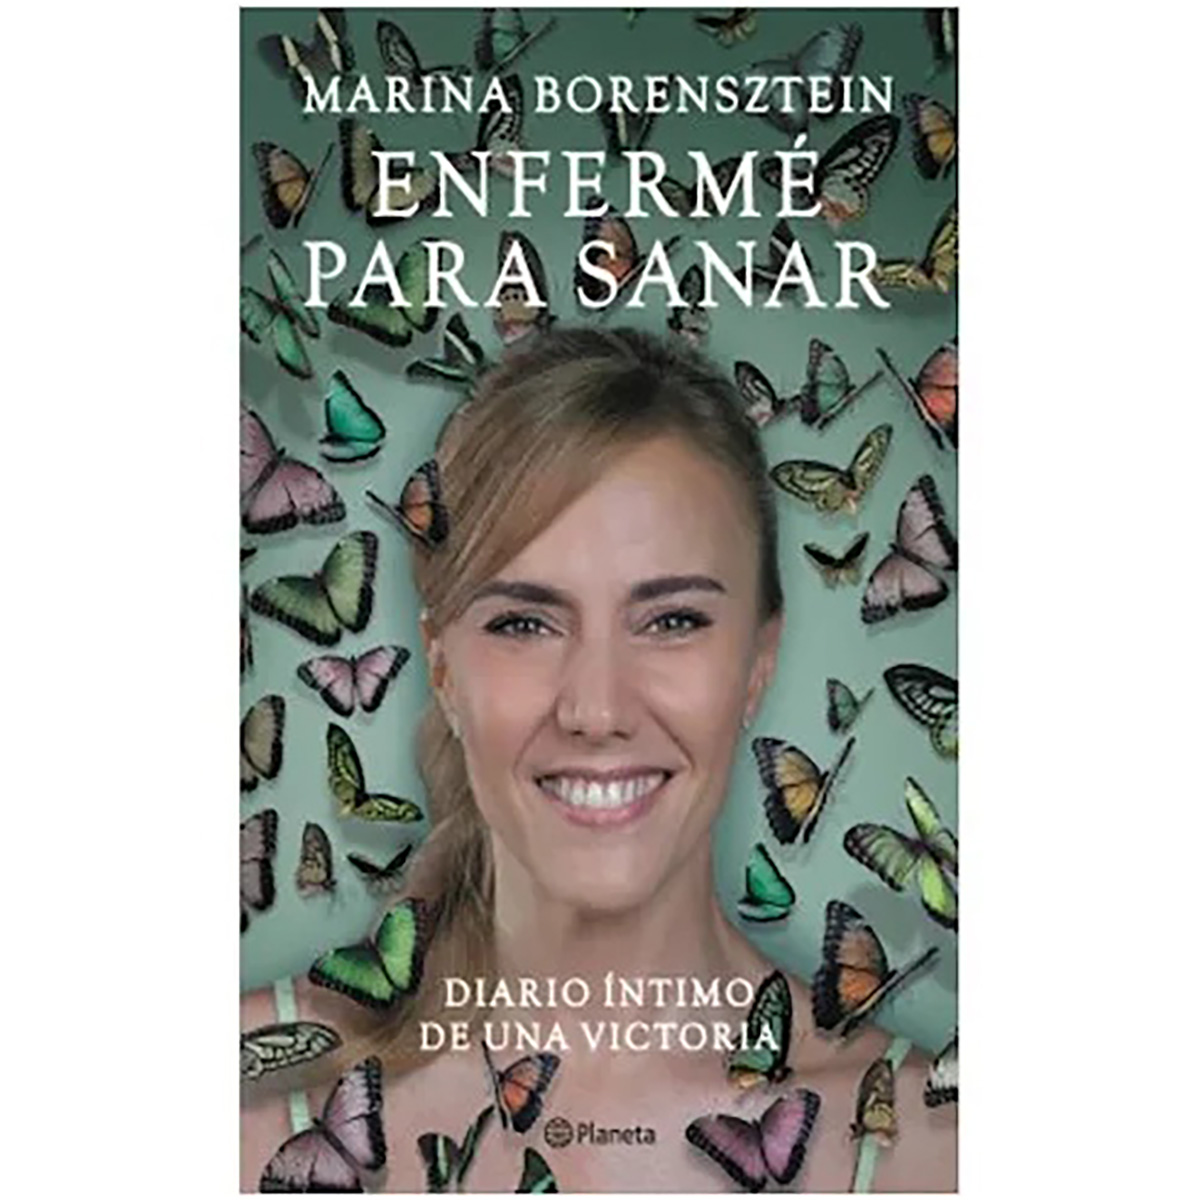 MARINA BORENSZTEIN
ENFERMÉ
PARA SANAR
DIARIO ÍNTIMO
DE UNA VICTORIA
Planeta